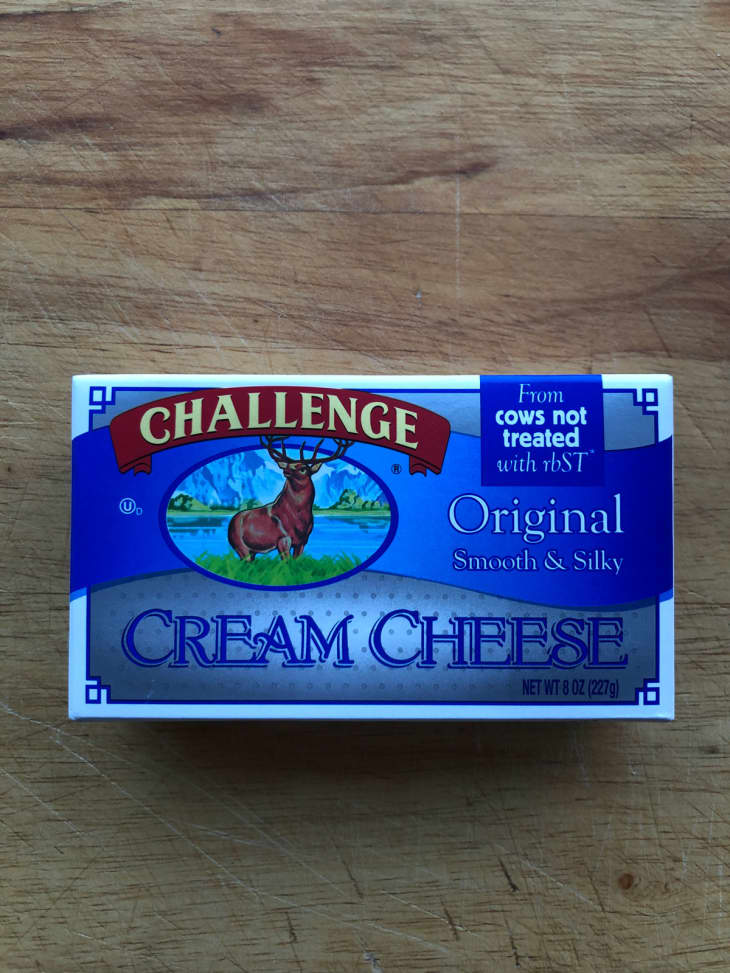 CHALLENGE
®
From
cows not
treated
with rbST*
Ⓤ D
Original
Smooth & Silky
CREAM CHEESE
NET WT 8 OZ (227g)